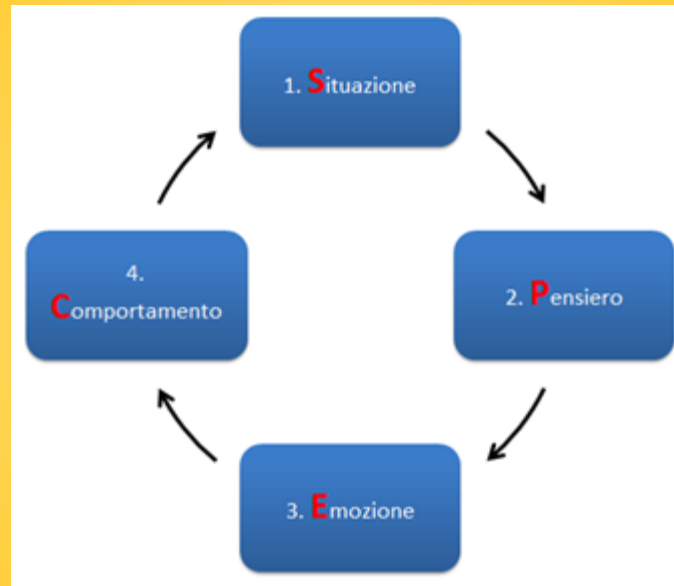 1. Situazione
2. Pensiero
3. Emozione
4.
Comportamento